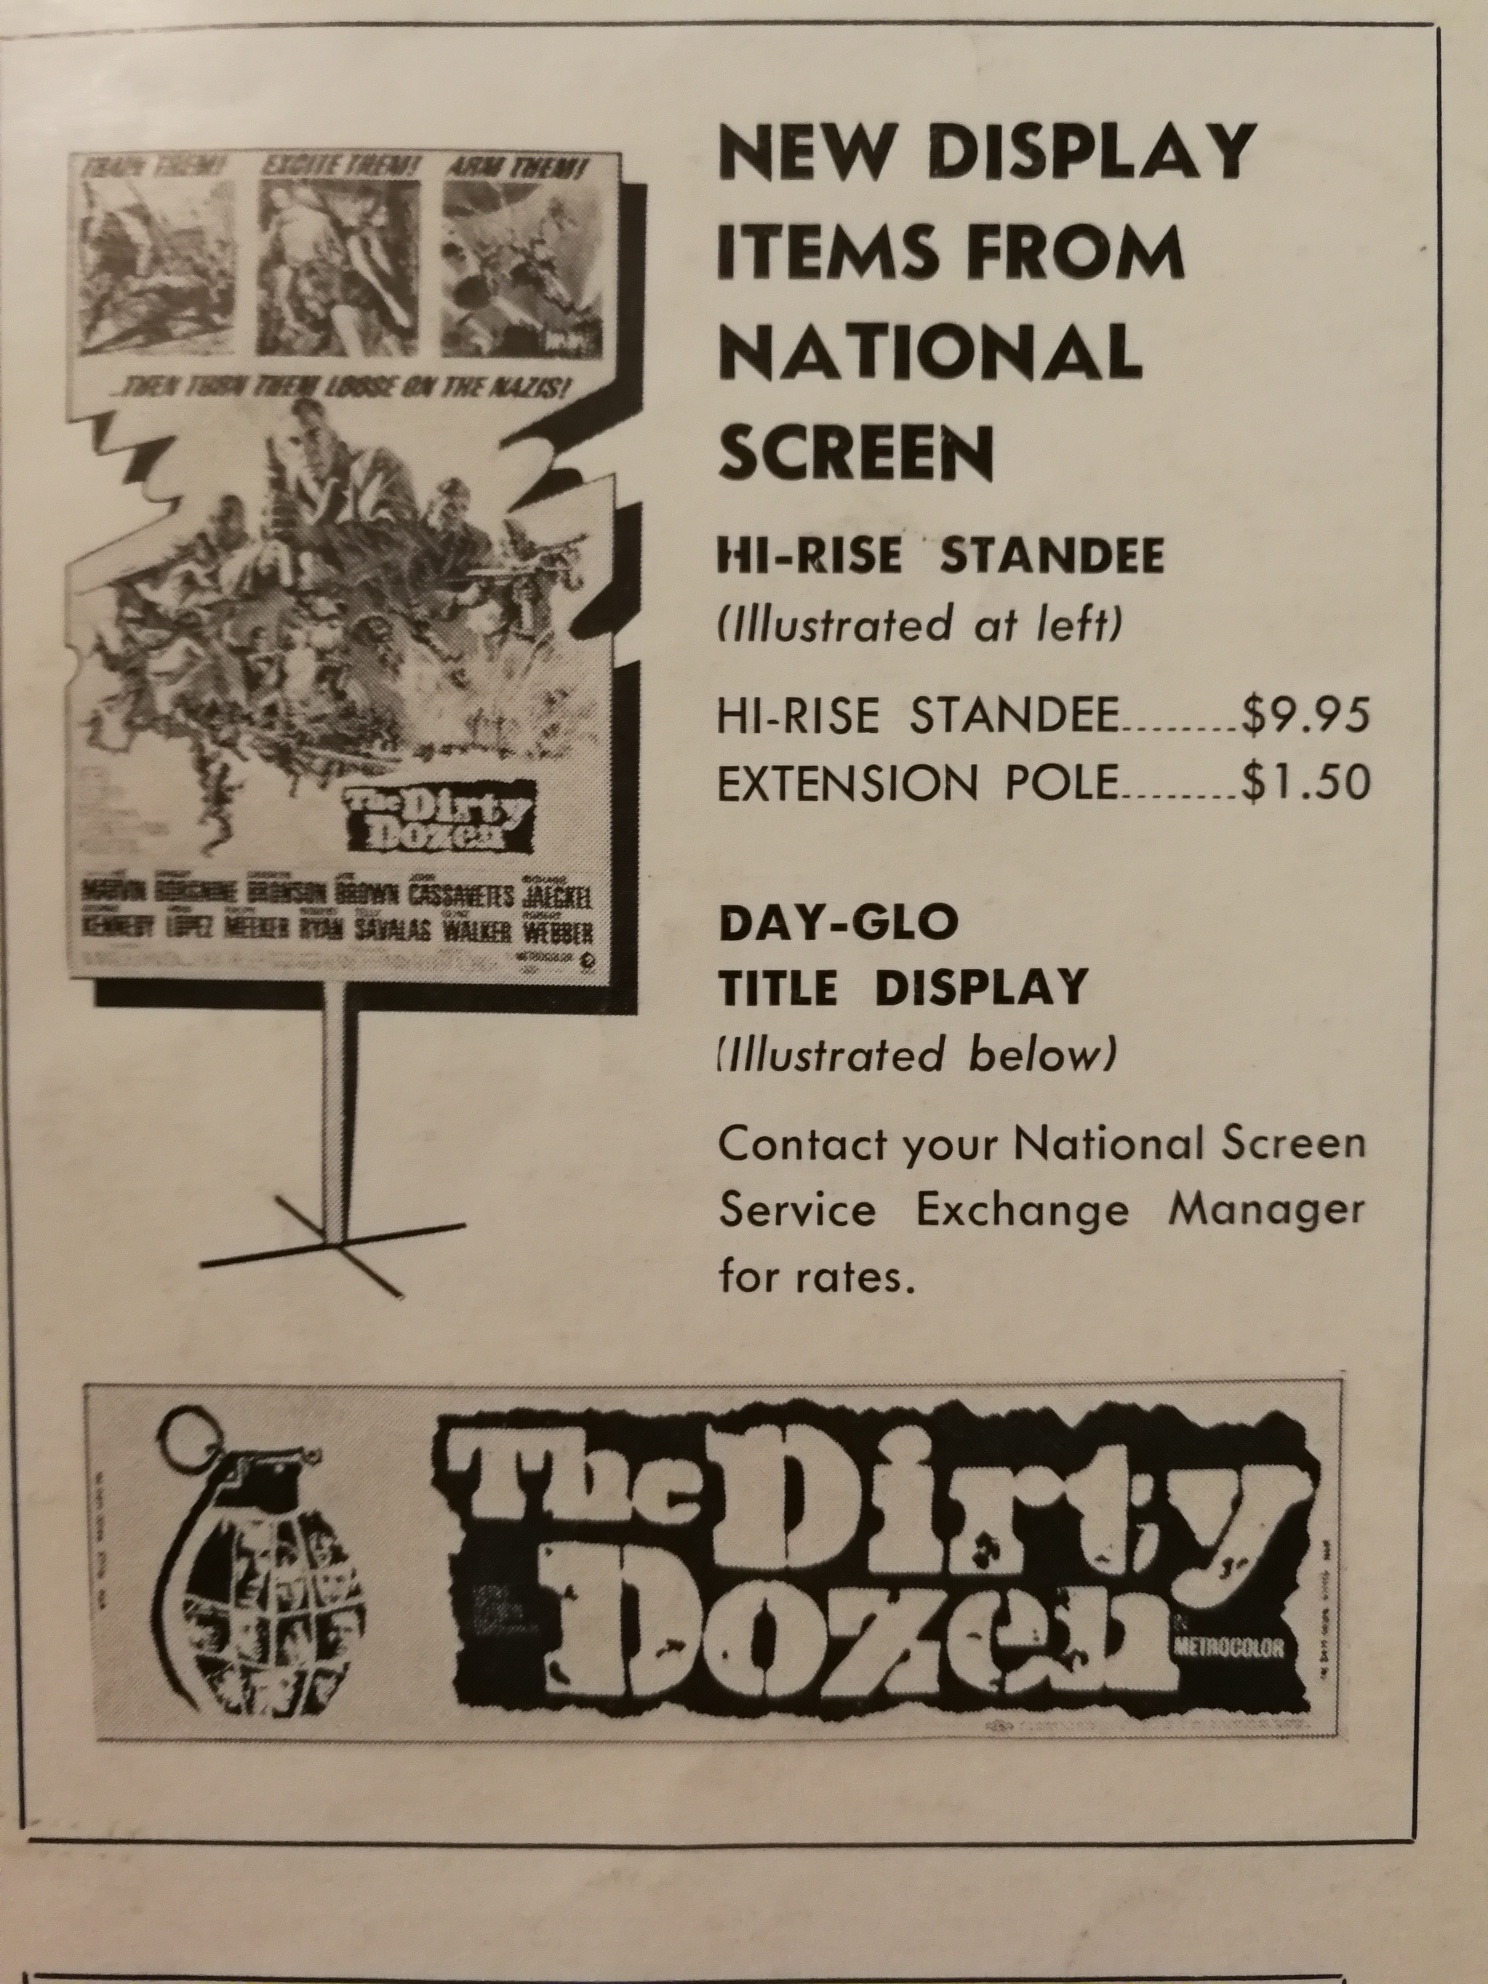 TRAIN THEM! EXCITE THEM! ARM THEM!
...THEN TURN THEM LOOSE ON THE NAZIS!
The Dirty
Dozen
MARVIN BORGNINE BRONSON BROWN CASSAVETES JAECKEL
KENNEDY LOPEZ MEEKER RYAN SAVALAS WALKER WEBBER
METROCOLOR
NEW DISPLAY
ITEMS FROM
NATIONAL
SCREEN
HI-RISE STANDEE
(Illustrated at left)
HI-RISE STANDEE........$9.95
EXTENSION POLE........$1.50
DAY-GLO
TITLE DISPLAY
(Illustrated below)
Contact your National Screen
Service Exchange Manager
for rates.
The Dirty
Dozen
IN
METROCOLOR